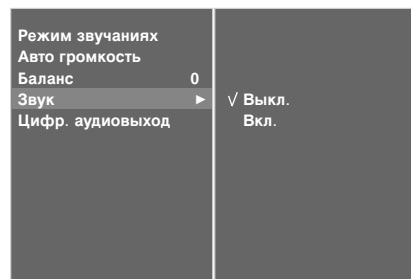 Режим звучаниях
Авто громкость
Баланс 0
Звук ► √ Выкл.
Цифр. аудиовыход Вкл.